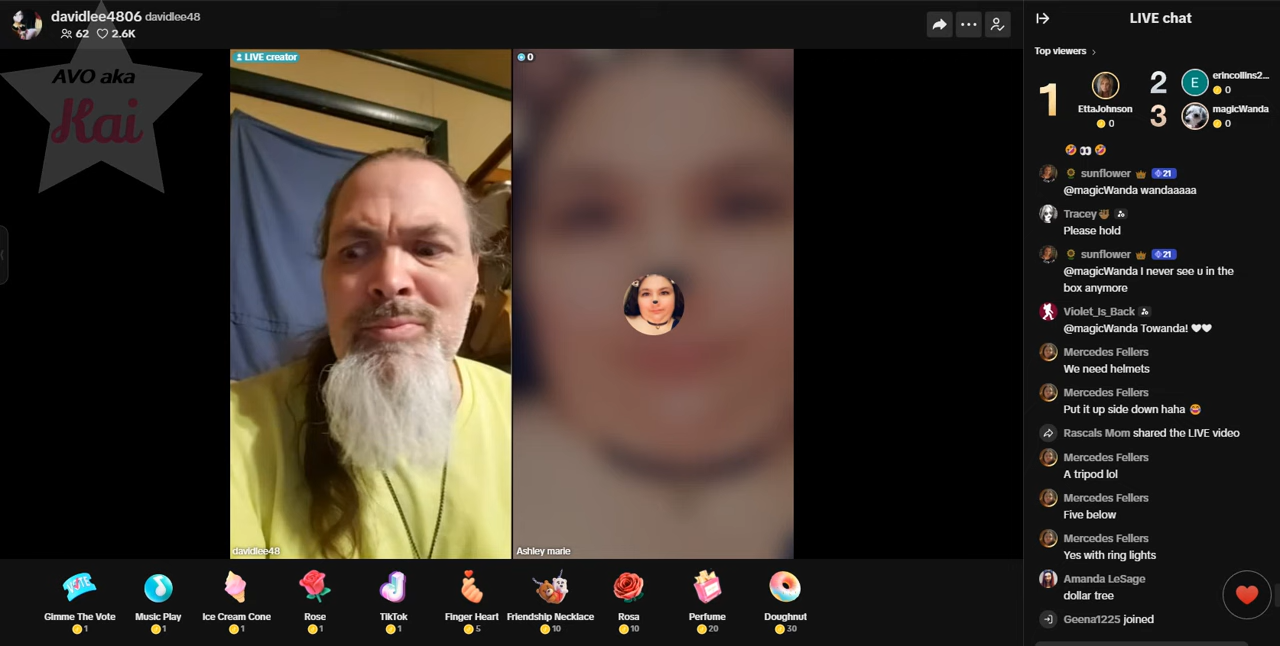 davidlee4806 davidlee48
62 2.6K
AVO aka
Kai
LIVE creator
0
davidlee48
Ashley marie
Gimme The Vote
1
Music Play
1
Ice Cream Cone
1
Rose
1
TikTok
1
Finger Heart
5
Friendship Necklace
10
Rosa
10
Perfume
20
Doughnut
30
LIVE chat
Top viewers
1
EttaJohnson
0
2
E
erincollins2...
0
3
magicWanda
0
sunflower 21
@magicWanda wandaaaaa
Tracey
Please hold
sunflower 21
@magicWanda I never see u in the
box anymore
Violet_Is_Back
@magicWanda Towanda! 🤍🤍
Mercedes Fellers
We need helmets
Mercedes Fellers
Put it up side down haha
Rascals Mom shared the LIVE video
Mercedes Fellers
A tripod lol
Mercedes Fellers
Five below
Mercedes Fellers
Yes with ring lights
Amanda LeSage
dollar tree
Geena1225 joined